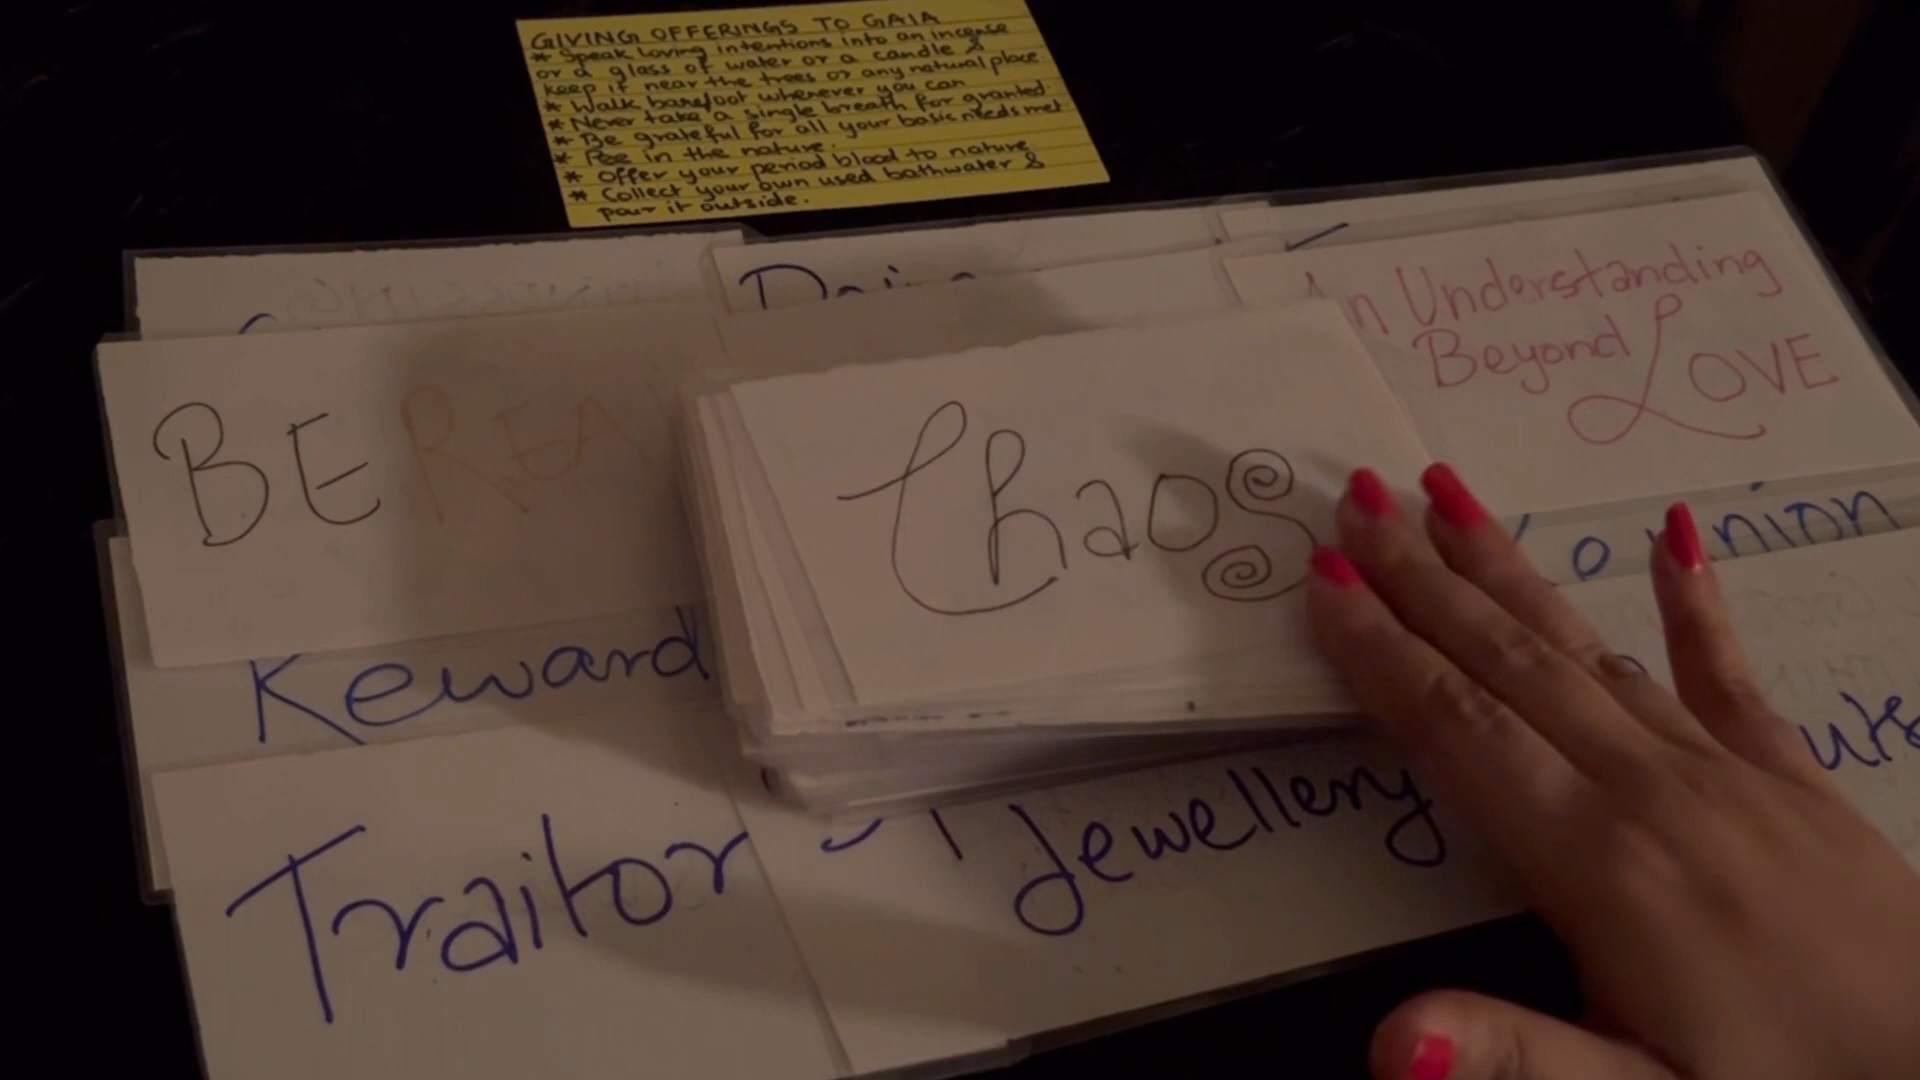 GIVING OFFERINGS TO GAIA
* Speak loving intentions into an incense
or a glass of water or a candle &
keep it near the trees or any natural place.
* Walk barefoot wherever you can
* Never take a single breath for granted.
* Be grateful for all your basic needs met
* Pee in the nature.
* Offer your period blood to nature
* Collect your own used bathwater &
pour it outside.
An Understanding
Beyond
LOVE
BE REAL
Chaos
Reward
Traitor
Jewellery